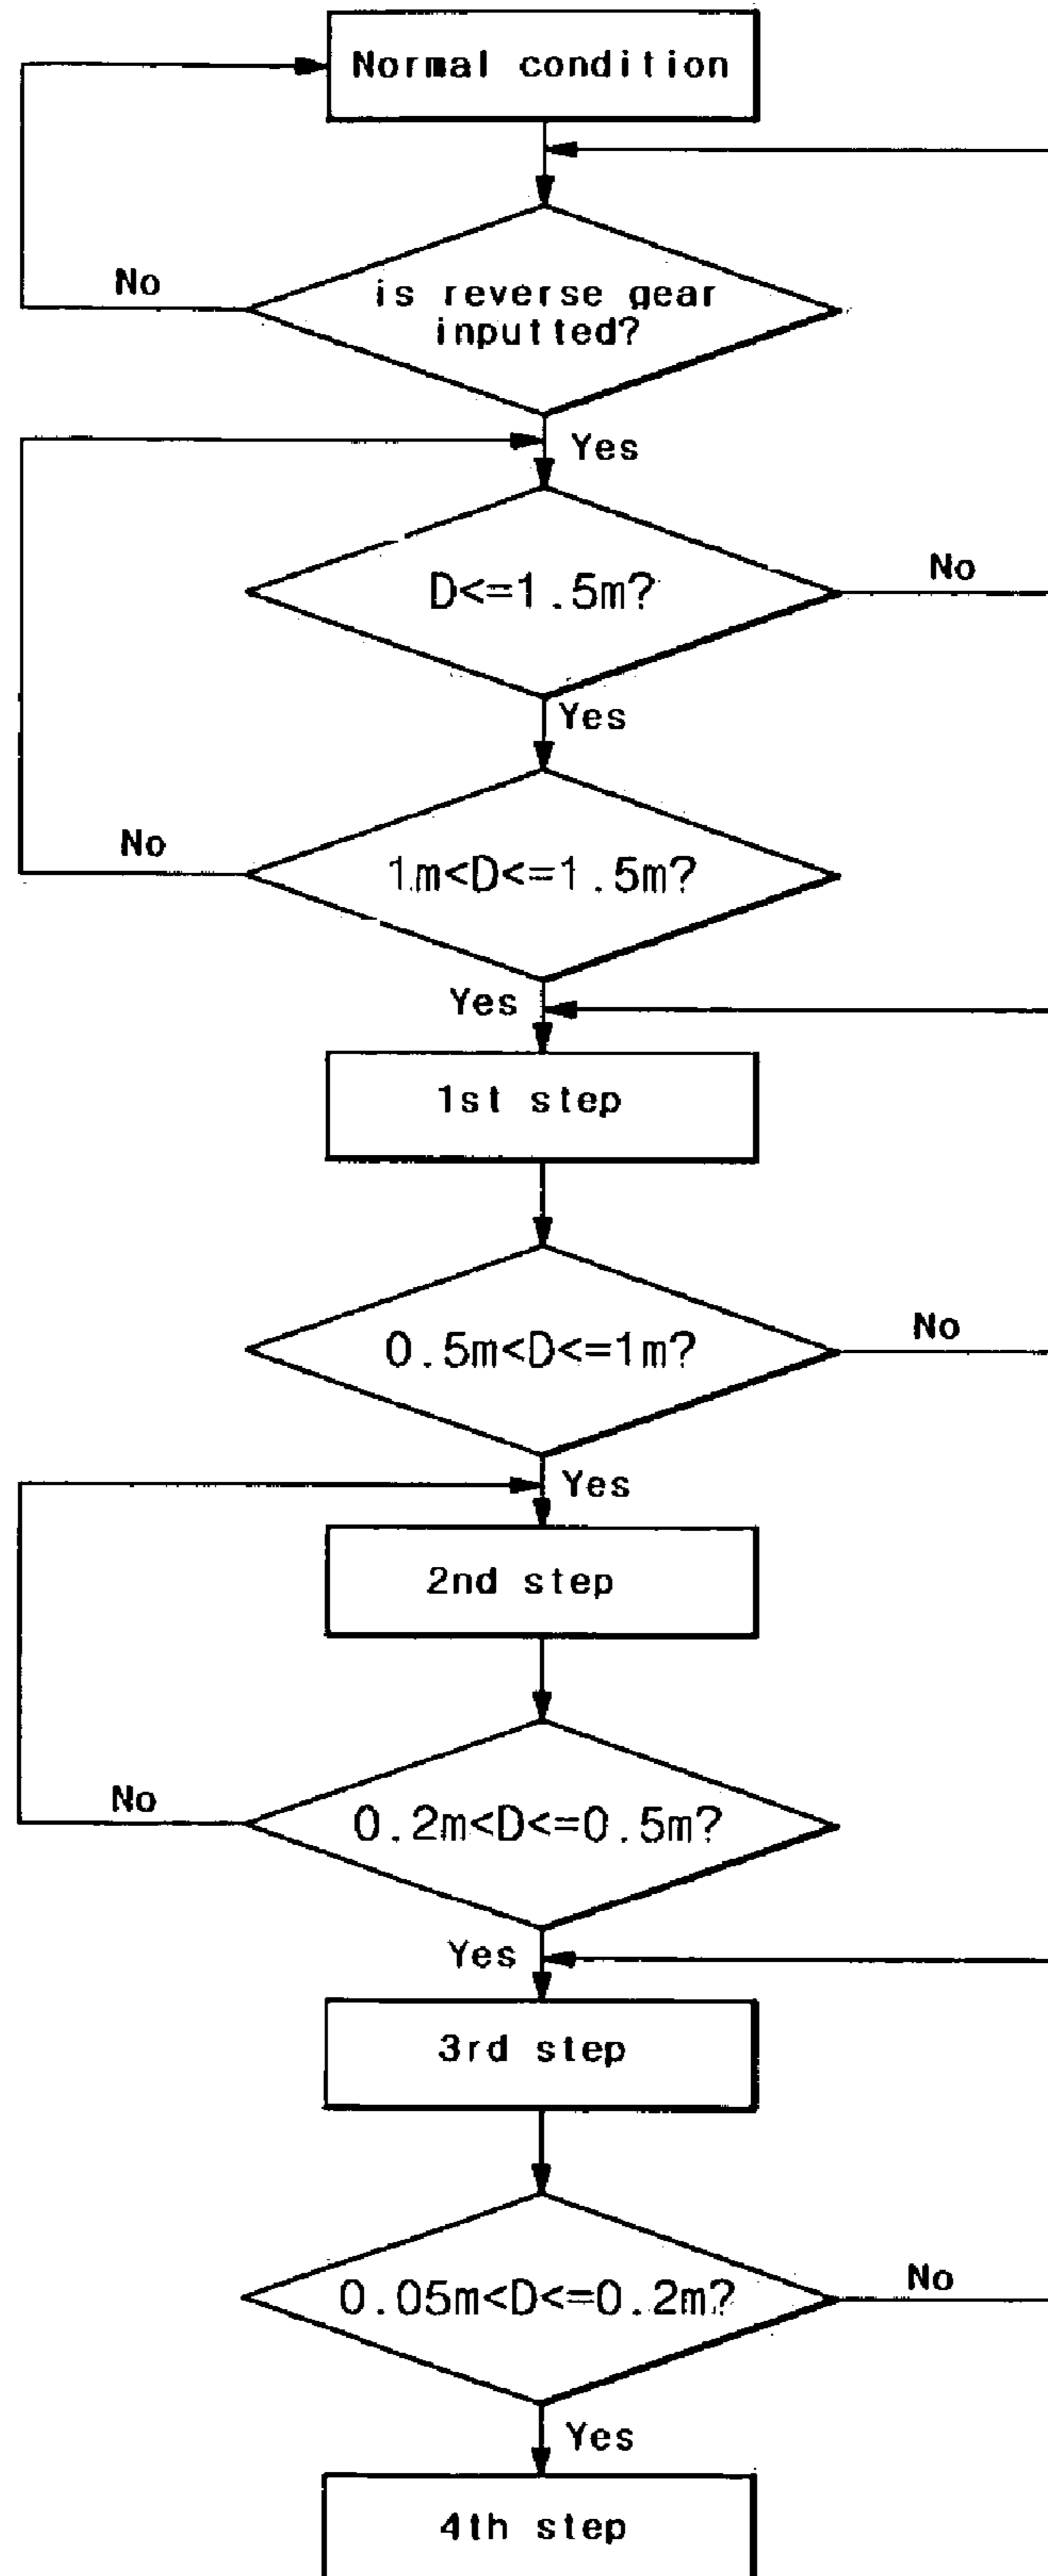 Normal condition
No
is reverse gear
inputted?
Yes
D<=1.5m?
No
Yes
No
1m<D<=1.5m?
Yes
1st step
0.5m<D<=1m?
No
Yes
2nd step
No
0.2m<D<=0.5m?
Yes
3rd step
0.05m<D<=0.2m?
No
Yes
4th step